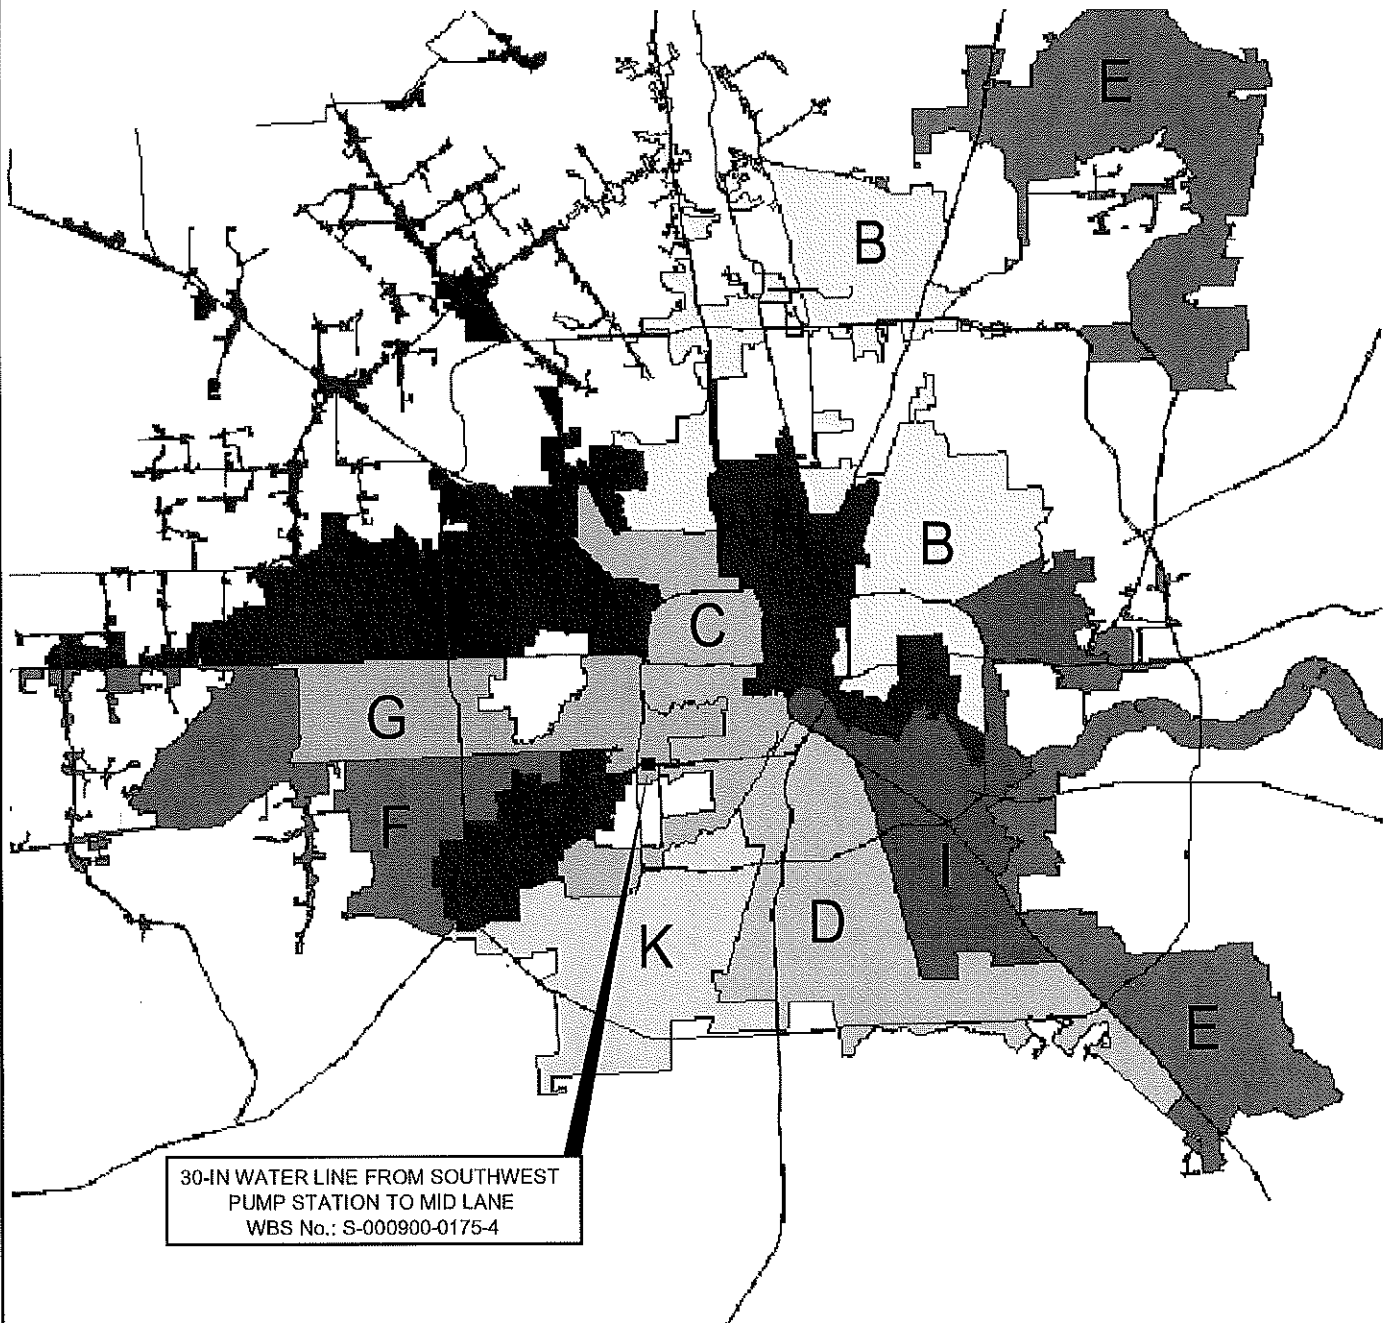 E
B
B
C
G
F
I
D
K
E
30-IN WATER LINE FROM SOUTHWEST
PUMP STATION TO MID LANE
WBS No.: S-000900-0175-4